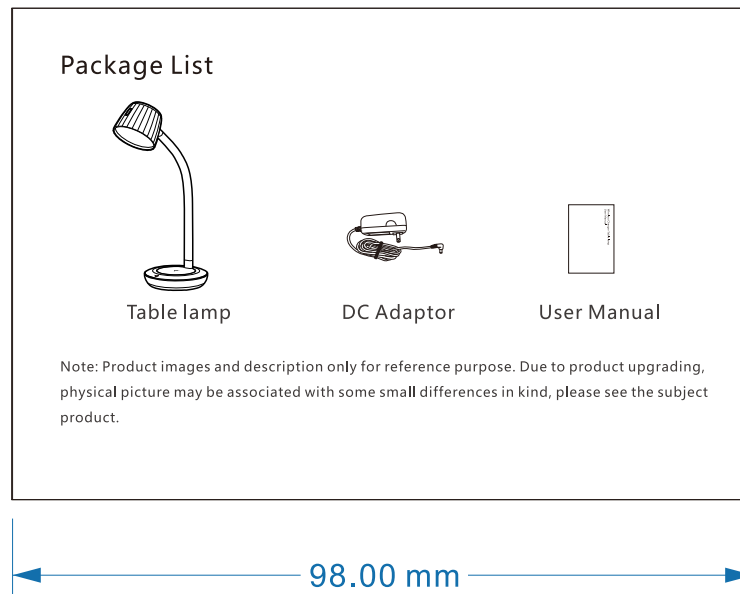 Package List
Table lamp
DC Adaptor
User Manual
Note: Product images and description only for reference purpose. Due to product upgrading,
physical picture may be associated with some small differences in kind, please see the subject
product.
98.00 mm